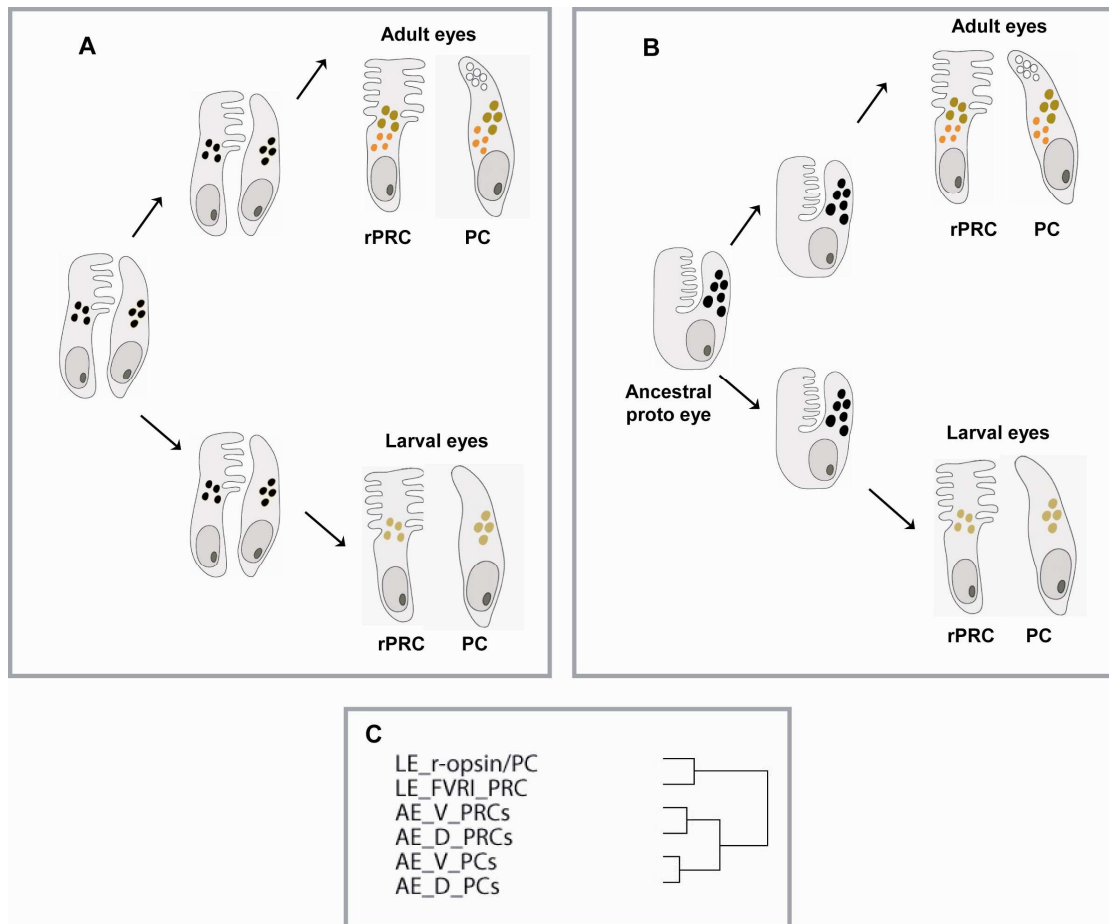 A
Adult eyes
rPRC PC
Larval eyes
rPRC PC
B
Adult eyes
rPRC PC
Ancestral
proto eye
Larval eyes
rPRC PC
C
LE_r-opsin/PC
LE_FVRI_PRC
AE_V_PRCs
AE_D_PRCs
AE_V_PCs
AE_D_PCs